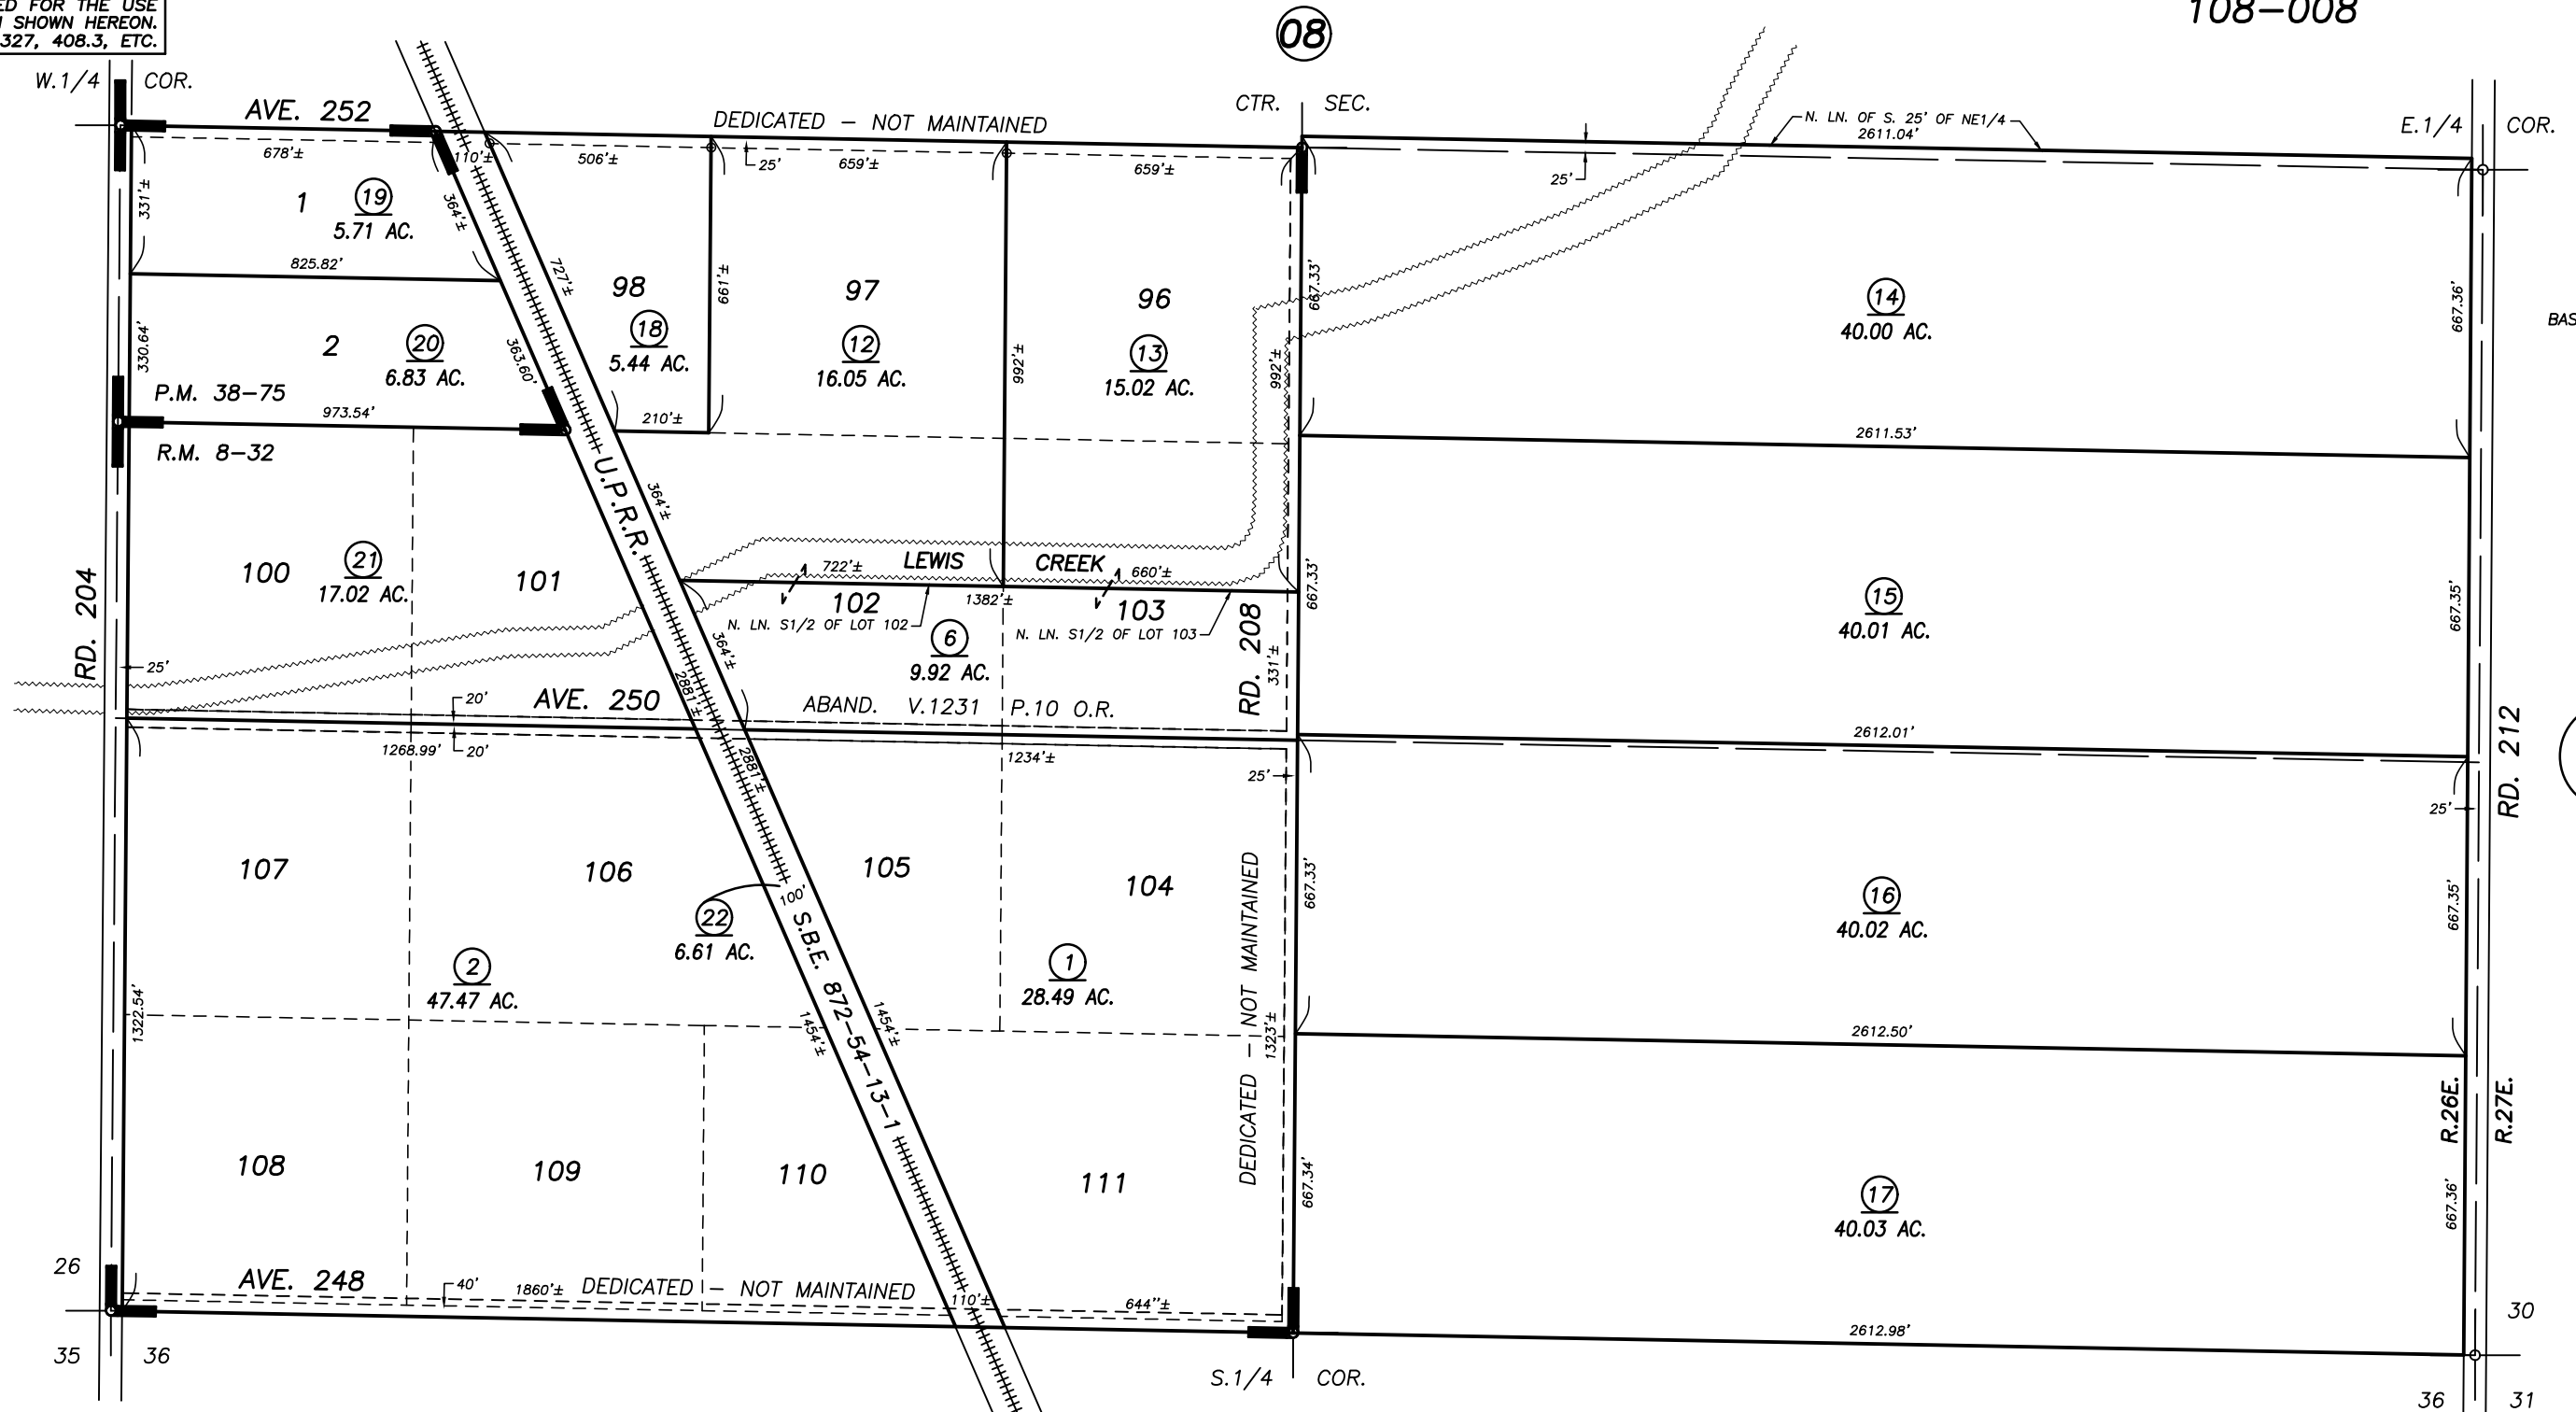 ED FOR THE USE
N SHOWN HEREON.
327, 408.3, ETC.
108-008
08
W.1/4 COR.
CTR. SEC.
E.1/4 COR.
AVE. 252
DEDICATED - NOT MAINTAINED
N. LN. OF S. 25' OF NE1/4
2611.04'
678'±
110'±
506'±
25'
659'±
659'±
25'
331'±
1
19
5.71 AC.
364'±
825.82'
727'±
98
18
5.44 AC.
661'±
97
12
16.05 AC.
992'±
96
13
15.02 AC.
992'±
667.33'
14
40.00 AC.
667.36'
BAS
330.64'
2
20
6.83 AC.
363.60'
P.M. 38-75
973.54'
210'±
R.M. 8-32
2611.53'
U.P.R.R.
364'±
100
21
17.02 AC.
101
LEWIS CREEK
722'±
660'±
1382'±
102
103
N. LN. S1/2 OF LOT 102
N. LN. S1/2 OF LOT 103
6
9.92 AC.
364'±
2881'±
RD. 204
25'
RD. 208
331'±
667.33'
15
40.01 AC.
667.35'
20'
AVE. 250
ABAND. V.1231 P.10 O.R.
1268.99'
20'
2881'±
1234'±
25'
2612.01'
RD. 212
25'
107
106
105
104
100'
22
6.61 AC.
DEDICATED - NOT MAINTAINED
667.33'
16
40.02 AC.
667.35'
2
47.47 AC.
S.B.E. 872-54-13-1
1
28.49 AC.
1322.54'
1454'±
1454'±
1323'±
2612.50'
R.26E.
R.27E.
108
109
110
111
667.34'
17
40.03 AC.
667.36'
26
AVE. 248
40'
1860'±
DEDICATED - NOT MAINTAINED
110'±
644''±
2612.98'
30
35
36
S.1/4 COR.
36
31